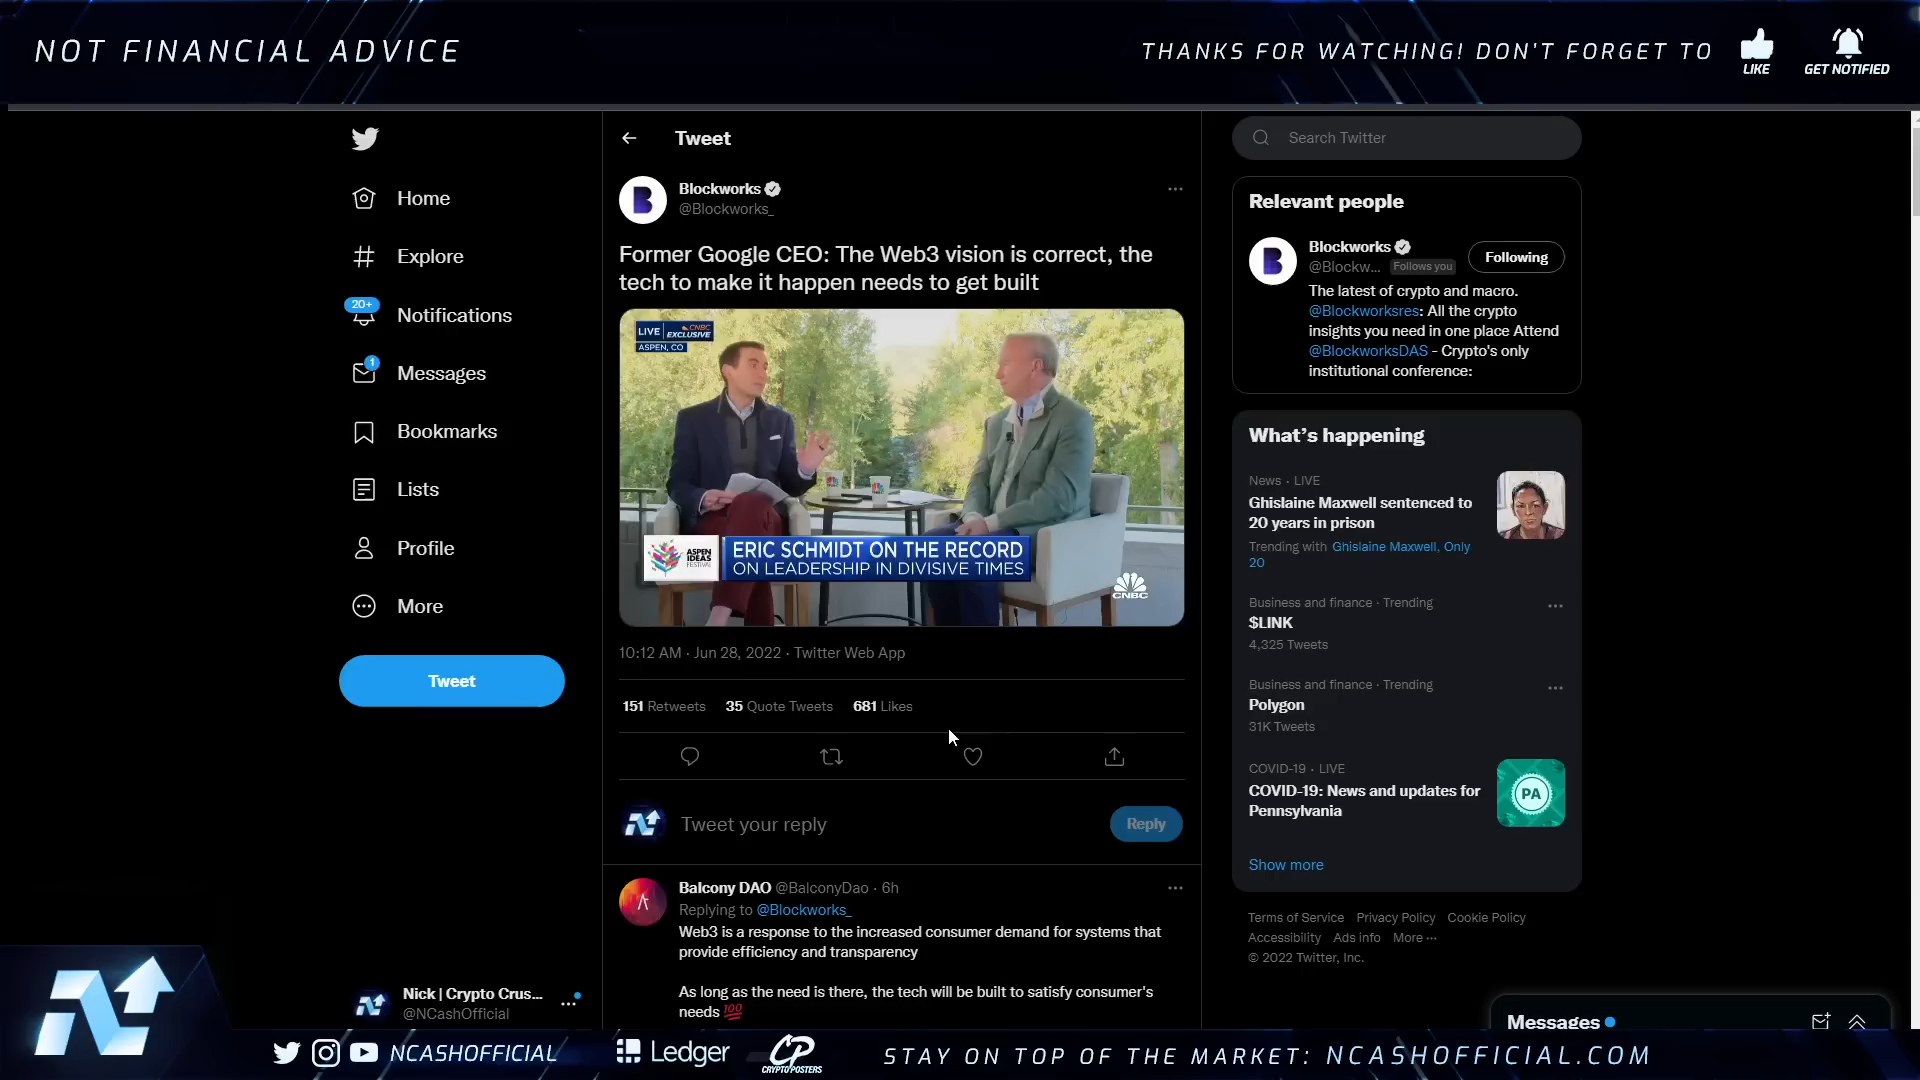 NOT FINANCIAL ADVICE
THANKS FOR WATCHING! DON'T FORGET TO
LIKE
GET NOTIFIED
Home
Explore
20+
Notifications
1
Messages
Bookmarks
Lists
Profile
More
Tweet
Nick | Crypto Crus...
@NCashOfficial
Tweet
B
Blockworks
@Blockworks_
Former Google CEO: The Web3 vision is correct, the
tech to make it happen needs to get built
LIVE CNBC EXCLUSIVE
ASPEN, CO
ASPEN IDEAS FESTIVAL
ERIC SCHMIDT ON THE RECORD
ON LEADERSHIP IN DIVISIVE TIMES
CNBC
10:12 AM · Jun 28, 2022 · Twitter Web App
151 Retweets 35 Quote Tweets 681 Likes
Tweet your reply
Reply
Balcony DAO @BalconyDao · 6h
Replying to @Blockworks_
Web3 is a response to the increased consumer demand for systems that
provide efficiency and transparency
As long as the need is there, the tech will be built to satisfy consumer's
needs 💯
Search Twitter
Relevant people
B
Blockworks
@Blockw... Follows you
Following
The latest of crypto and macro.
@Blockworksres: All the crypto
insights you need in one place Attend
@BlockworksDAS - Crypto's only
institutional conference:
What's happening
News · LIVE
Ghislaine Maxwell sentenced to
20 years in prison
Trending with Ghislaine Maxwell, Only
20
Business and finance · Trending
$LINK
4,325 Tweets
Business and finance · Trending
Polygon
31K Tweets
COVID-19 · LIVE
COVID-19: News and updates for
Pennsylvania
PA
Show more
Terms of Service Privacy Policy Cookie Policy
Accessibility Ads info More ···
© 2022 Twitter, Inc.
Messages
NCASHOFFICIAL
Ledger
CP
CRYPTOPOSTERS
STAY ON TOP OF THE MARKET: NCASHOFFICIAL.COM